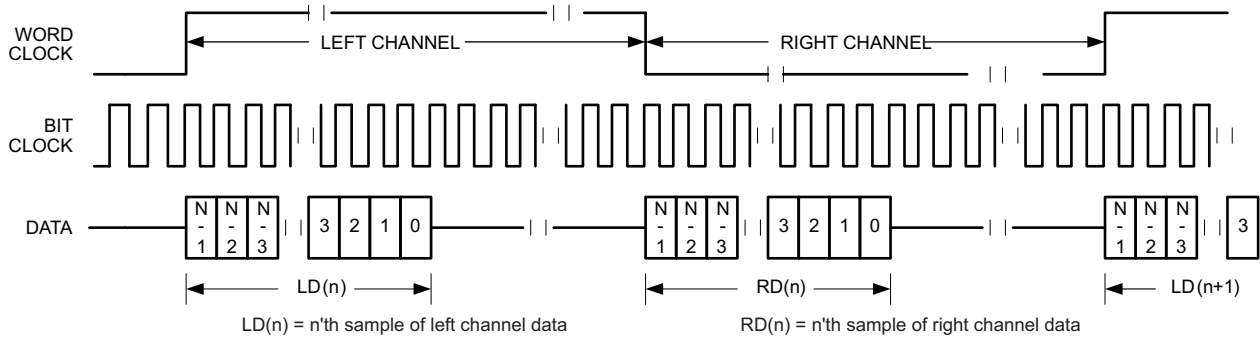 WORD
CLOCK
LEFT CHANNEL
RIGHT CHANNEL
BIT
CLOCK
DATA
N-1 N-2 N-3 3 2 1 0 N-1 N-2 N-3 3 2 1 0 N-1 N-2 N-3 3
LD(n) RD(n) LD(n+1)
LD(n) = n'th sample of left channel data
RD(n) = n'th sample of right channel data